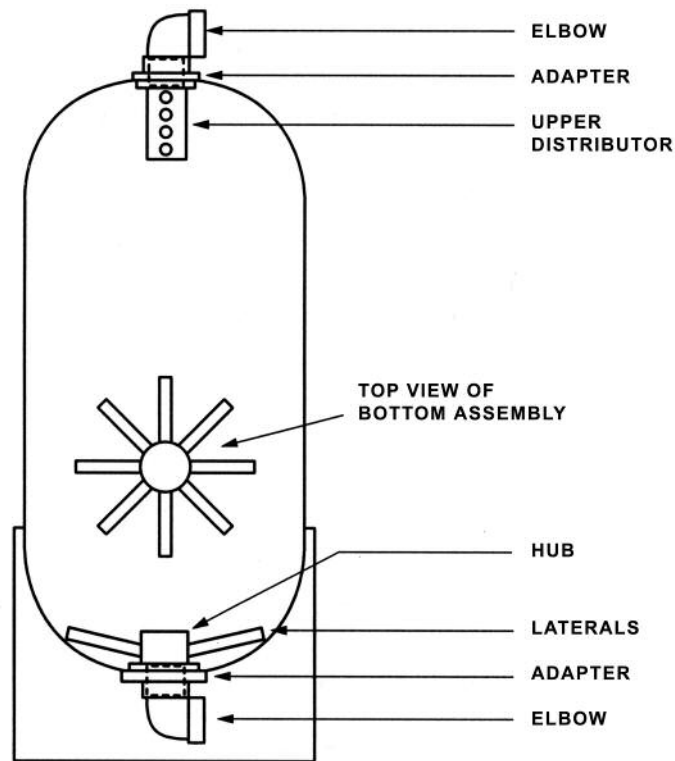 ELBOW
ADAPTER
UPPER
DISTRIBUTOR
TOP VIEW OF
BOTTOM ASSEMBLY
HUB
LATERALS
ADAPTER
ELBOW